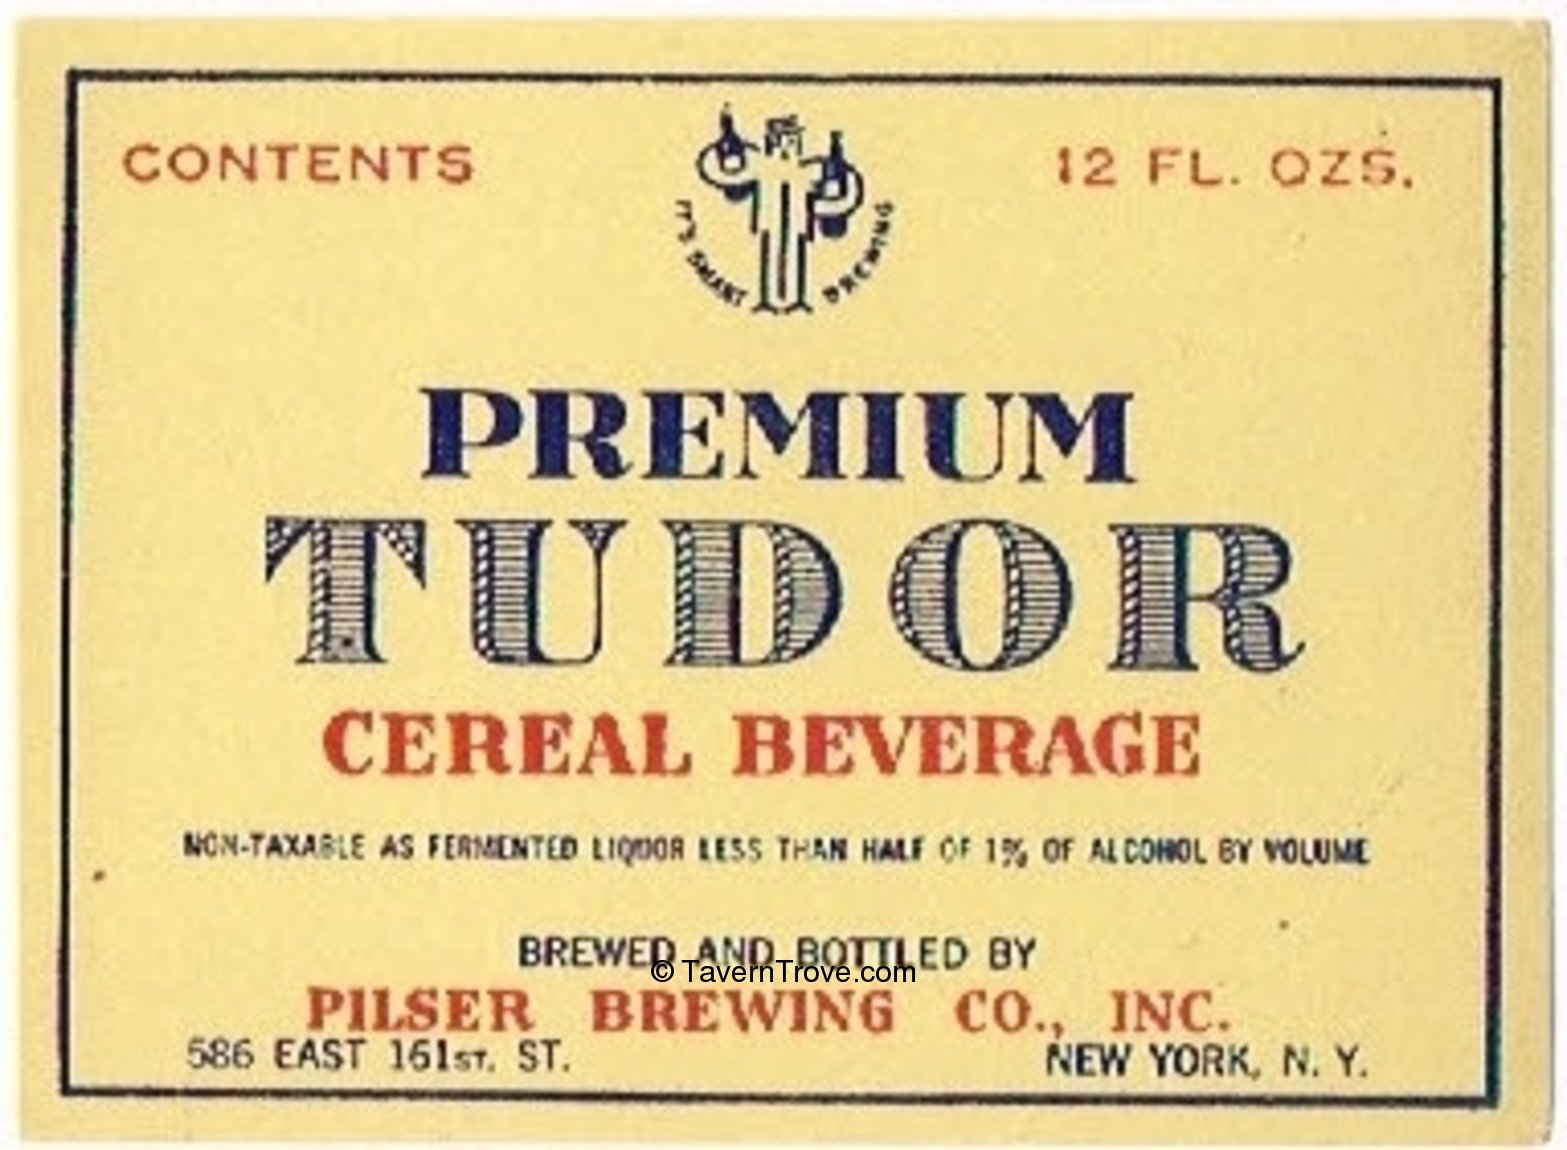 CONTENTS
12 FL. OZS.
IT'S SMART BREWING
PREMIUM
TUDOR
CEREAL BEVERAGE
NON-TAXABLE AS FERMENTED LIQUOR LESS THAN HALF OF 1% OF ALCOHOL BY VOLUME
BREWED AND BOTTLED BY
© TavernTrove.com
PILSER BREWING CO., INC.
586 EAST 161ST. ST.
NEW YORK, N. Y.